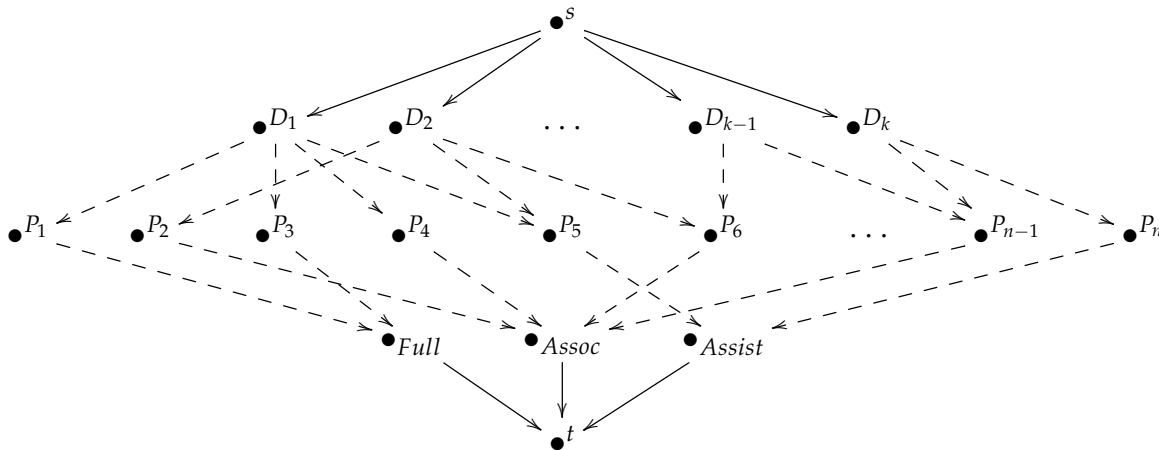 s
D₁ D₂ ··· Dₖ₋₁ Dₖ
P₁ P₂ P₃ P₄ P₅ P₆ ··· Pₙ₋₁ Pₙ
Full Assoc Assist
t